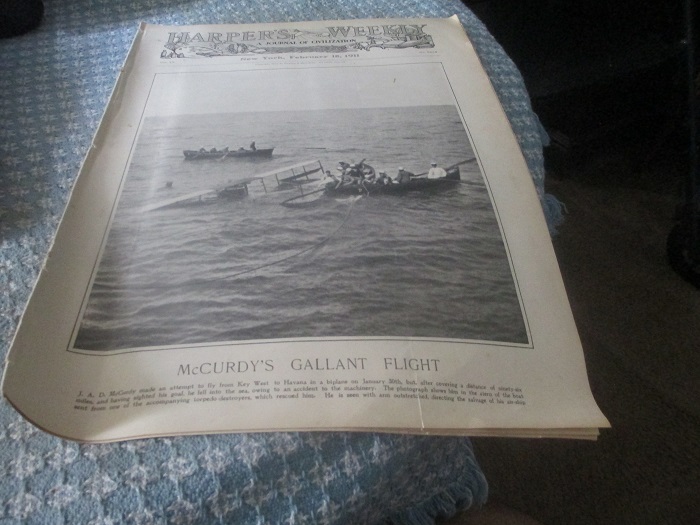 HARPER'S WEEKLY
A JOURNAL OF CIVILIZATION
New York, February
McCURDY'S GALLANT FLIGHT
J. A. D. McCurdy made an attempt to fly from Key West to Havana in a biplane on January 30th, but, after covering a distance of ninety-six
miles, and having sighted his goal, he fell into the sea, owing to an accident to the machinery. The photograph shows him in the stern of the boat
sent from one of the accompanying torpedo-destroyers, which rescued him. He is seen with arm outstretched, directing the salvage of his air-ship